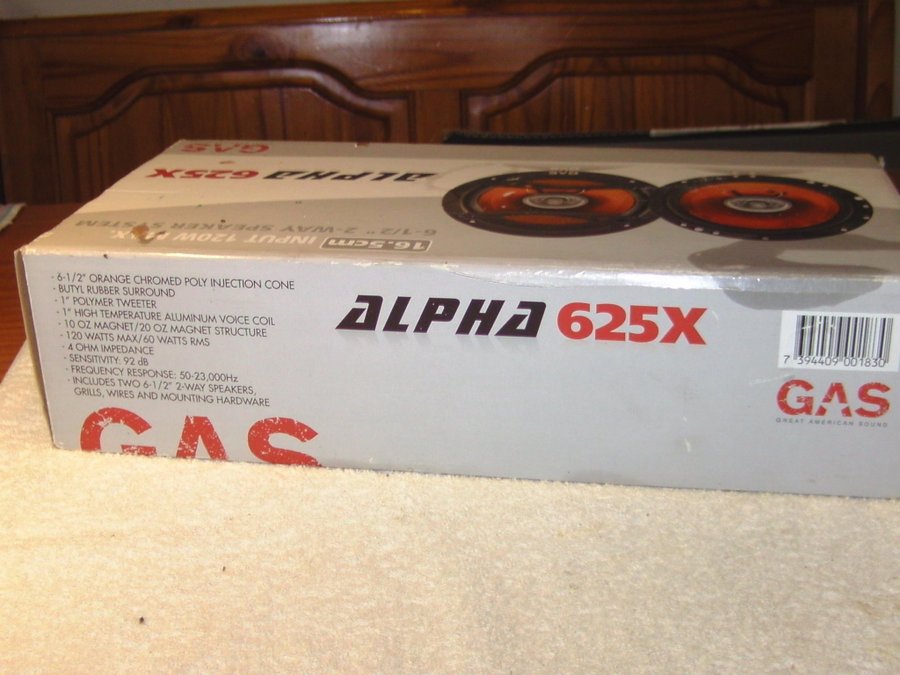 GAS
ALPHA 625X
6-1/2" 2-WAY SPEAKER SYSTEM
16.5cm INPUT 120W
· 6-1/2" ORANGE CHROMED POLY INJECTION CONE
· BUTYL RUBBER SURROUND
· 1" POLYMER TWEETER
· 1" HIGH TEMPERATURE ALUMINUM VOICE COIL
· 10 OZ MAGNET/20 OZ MAGNET STRUCTURE
· 120 WATTS MAX/60 WATTS RMS
· 4 OHM IMPEDANCE
· SENSITIVITY: 92 dB
· FREQUENCY RESPONSE: 50-23,000Hz
· INCLUDES TWO 6-1/2" 2-WAY SPEAKERS,
GRILLS, WIRES AND MOUNTING HARDWARE
GAS
ALPHA 625X
7 394409 001830
GAS
GREAT AMERICAN SOUND